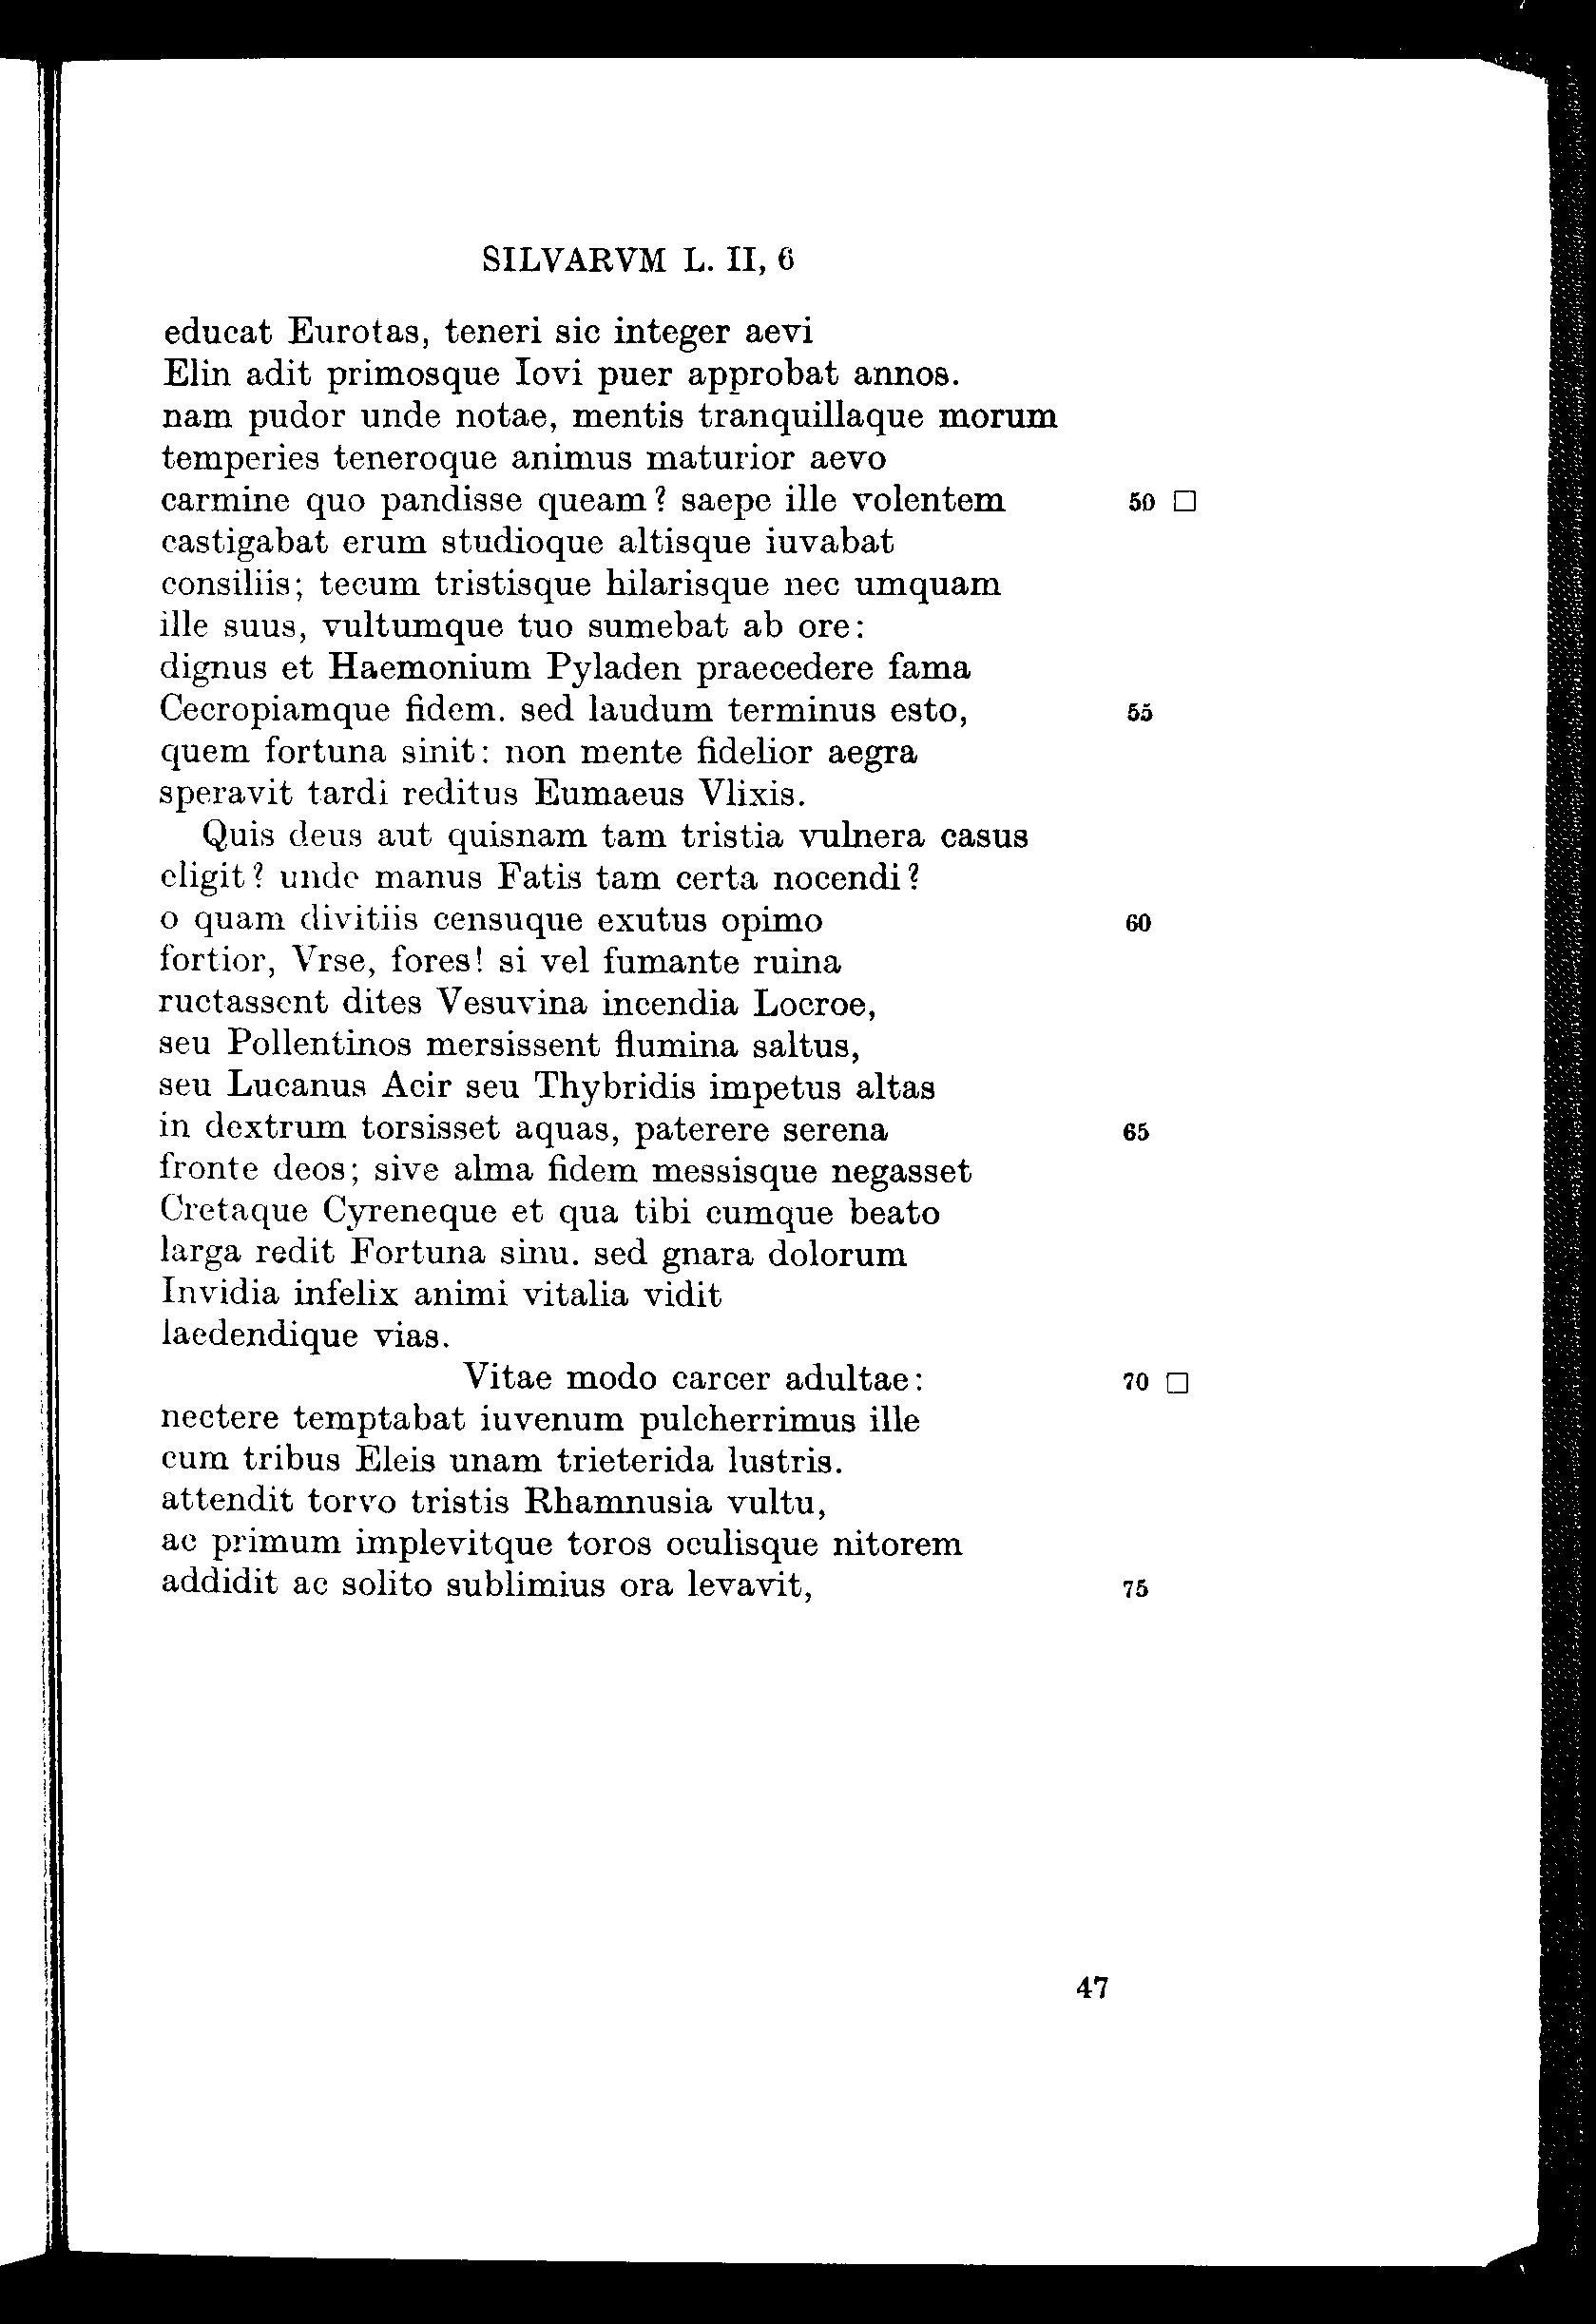 SILVARVM L. II, 6
educat Eurotas, teneri sic integer aevi
Elin adit primosque Iovi puer approbat annos.
nam pudor unde notae, mentis tranquillaque morum
temperies teneroque animus maturior aevo
carmine quo pandisse queam? saepe ille volentem 50 □
castigabat erum studioque altisque iuvabat
consiliis; tecum tristisque hilarisque nec umquam
ille suus, vultumque tuo sumebat ab ore:
dignus et Haemonium Pyladen praecedere fama
Cecropiamque fidem. sed laudum terminus esto, 55
quem fortuna sinit: non mente fidelior aegra
speravit tardi reditus Eumaeus Vlixis.
Quis deus aut quisnam tam tristia vulnera casus
eligit? unde manus Fatis tam certa nocendi?
o quam divitiis censuque exutus opimo 60
fortior, Vrse, fores! si vel fumante ruina
ructassent dites Vesuvina incendia Locroe,
seu Pollentinos mersissent flumina saltus,
seu Lucanus Acir seu Thybridis impetus altas
in dextrum torsisset aquas, paterere serena 65
fronte deos; sive alma fidem messisque negasset
Cretaque Cyreneque et qua tibi cumque beato
larga redit Fortuna sinu. sed gnara dolorum
Invidia infelix animi vitalia vidit
laedendique vias.
Vitae modo carcer adultae: 70 □
nectere temptabat iuvenum pulcherrimus ille
cum tribus Eleis unam trieterida lustris.
attendit torvo tristis Rhamnusia vultu,
ac primum implevitque toros oculisque nitorem
addidit ac solito sublimius ora levavit, 75
47